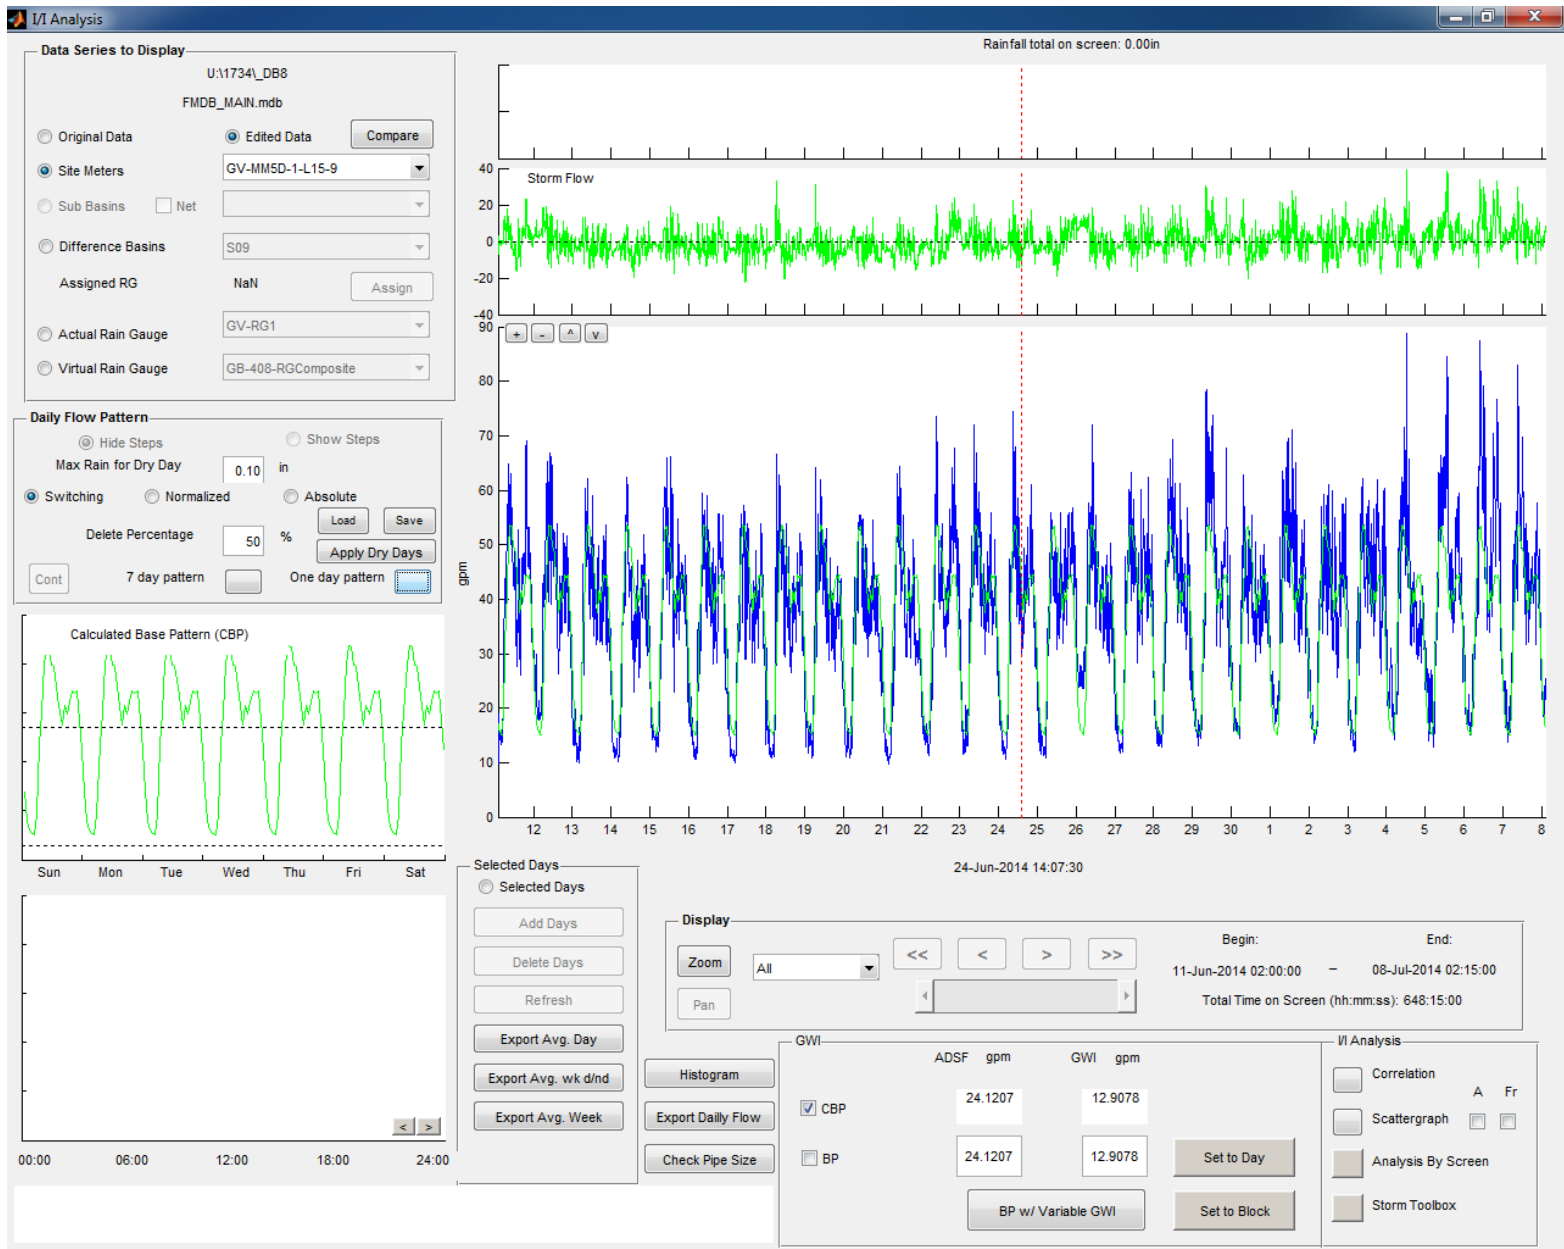 I/I Analysis
Data Series to Display
U:\1734\_DB8
FMDB_MAIN.mdb
Original Data
Edited Data
Compare
Site Meters
GV-MM5D-1-L15-9
Sub Basins
Net
Difference Basins
S09
Assigned RG
NaN
Assign
Actual Rain Gauge
GV-RG1
Virtual Rain Gauge
GB-408-RGComposite
Daily Flow Pattern
Hide Steps
Show Steps
Max Rain for Dry Day
0.10
in
Switching
Normalized
Absolute
Load
Save
Delete Percentage
50
%
Apply Dry Days
Cont
7 day pattern
One day pattern
Calculated Base Pattern (CBP)
Sun Mon Tue Wed Thu Fri Sat
< >
00:00 06:00 12:00 18:00 24:00
Rainfall total on screen: 0.00in
Storm Flow
40
20
0
-20
-40
+ - ^ v
90
80
70
60
50
40
30
20
10
0
gpm
12 13 14 15 16 17 18 19 20 21 22 23 24 25 26 27 28 29 30 1 2 3 4 5 6 7 8
24-Jun-2014 14:07:30
Selected Days
Selected Days
Add Days
Delete Days
Refresh
Export Avg. Day
Export Avg. wk d/nd
Export Avg. Week
Display
Zoom
All
<< < > >>
Pan
Begin:
End:
11-Jun-2014 02:00:00 – 08-Jul-2014 02:15:00
Total Time on Screen (hh:mm:ss): 648:15:00
Histogram
Export Dailly Flow
Check Pipe Size
GWI
ADSF gpm
GWI gpm
CBP
24.1207
12.9078
BP
24.1207
12.9078
Set to Day
BP w/ Variable GWI
Set to Block
I/I Analysis
Correlation
A Fr
Scattergraph
Analysis By Screen
Storm Toolbox